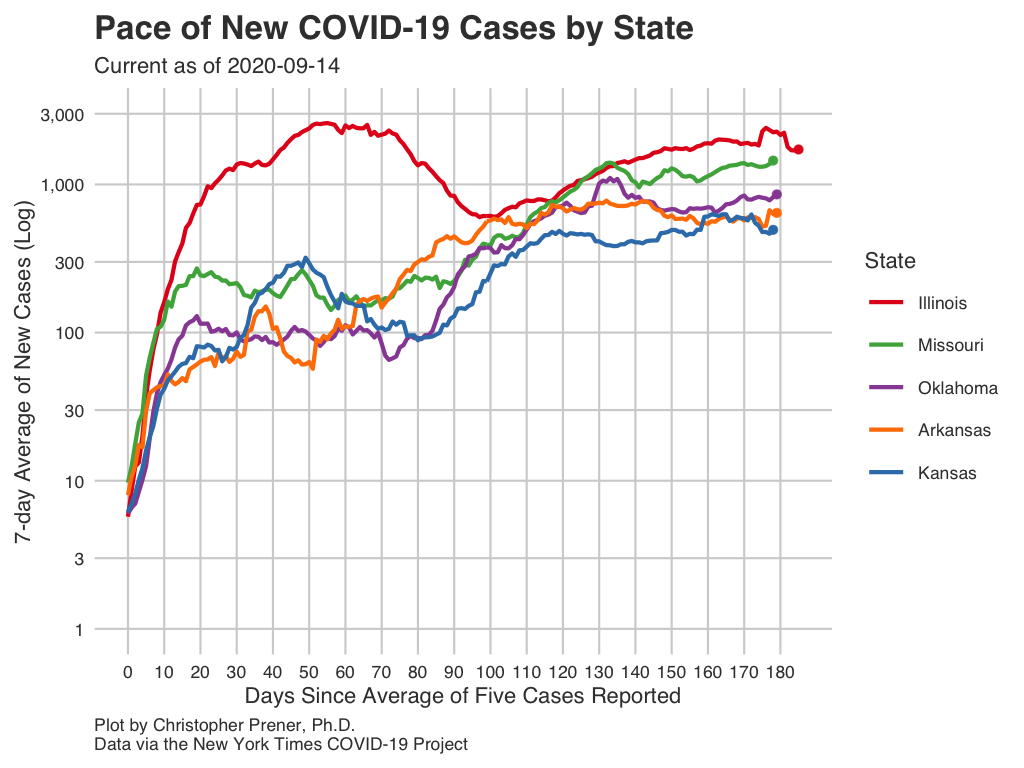 Pace of New COVID-19 Cases by State
Current as of 2020-09-14
7-day Average of New Cases (Log)
3,000
1,000
300
100
30
10
3
1
0 10 20 30 40 50 60 70 80 90 100 110 120 130 140 150 160 170 180
Days Since Average of Five Cases Reported
State
Illinois
Missouri
Oklahoma
Arkansas
Kansas
Plot by Christopher Prener, Ph.D.
Data via the New York Times COVID-19 Project